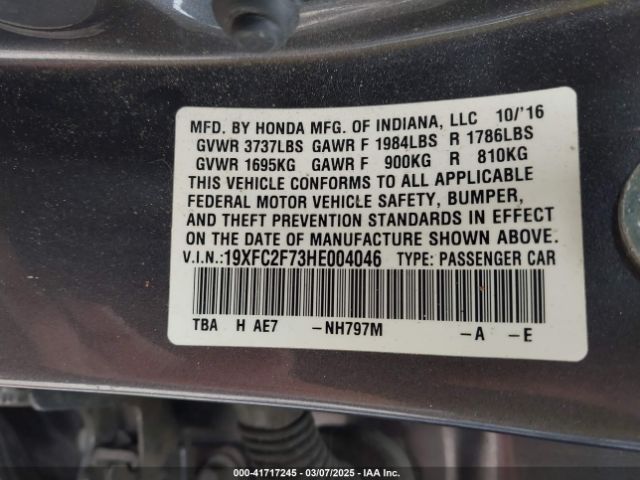 MFD. BY HONDA MFG. OF INDIANA, LLC 10/'16
GVWR 3737LBS GAWR F 1984LBS R 1786LBS
GVWR 1695KG GAWR F 900KG R 810KG
THIS VEHICLE CONFORMS TO ALL APPLICABLE
FEDERAL MOTOR VEHICLE SAFETY, BUMPER,
AND THEFT PREVENTION STANDARDS IN EFFECT
ON THE DATE OF MANUFACTURE SHOWN ABOVE.
V.I.N.:19XFC2F73HE004046 TYPE: PASSENGER CAR
TBA H AE7 -NH797M -A -E
000-41717245 - 03/07/2025 - IAA Inc.